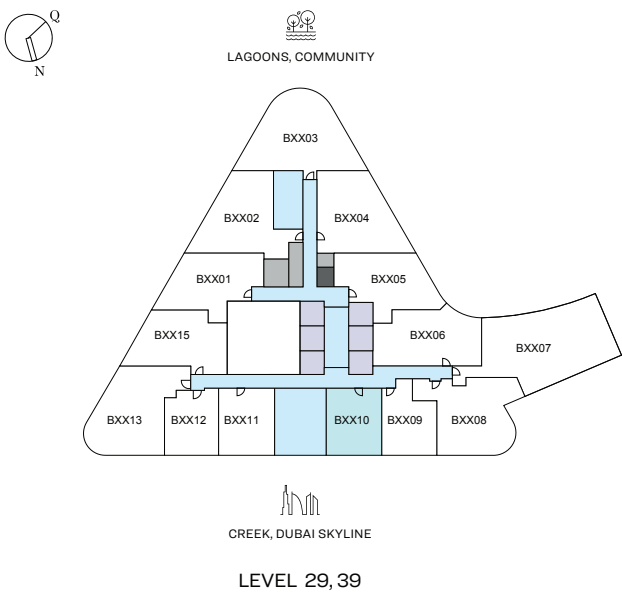 Q
N
LAGOONS, COMMUNITY
BXX03
BXX02 BXX04
BXX01 BXX05
BXX15 BXX06 BXX07
BXX13 BXX12 BXX11 BXX10 BXX09 BXX08
CREEK, DUBAI SKYLINE
LEVEL 29, 39